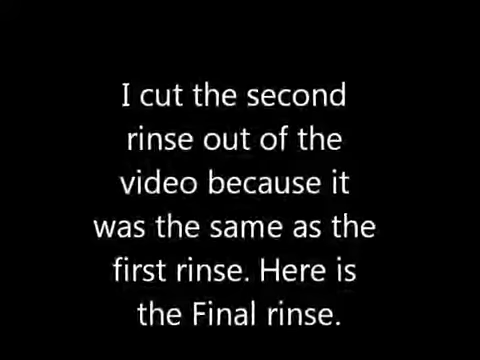 I cut the second
rinse out of the
video because it
was the same as the
first rinse. Here is
the Final rinse.